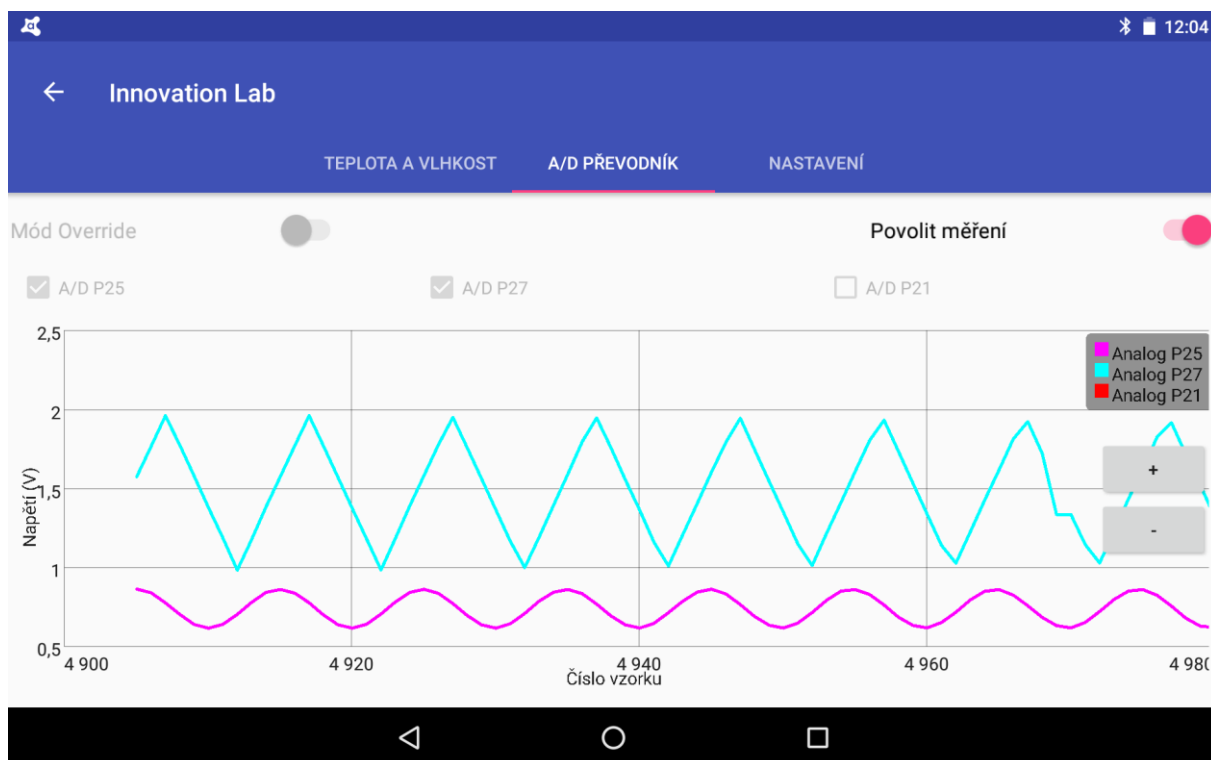 12:04
Innovation Lab
TEPLOTA A VLHKOST A/D PŘEVODNÍK NASTAVENÍ
Mód Override Povolit měření
A/D P25 A/D P27 A/D P21
2,5
Analog P25
Analog P27
Analog P21
2
+
1,5
Napětí (V)
-
1
0,5
4 900 4 920 4 940 4 960 4 980
Číslo vzorku